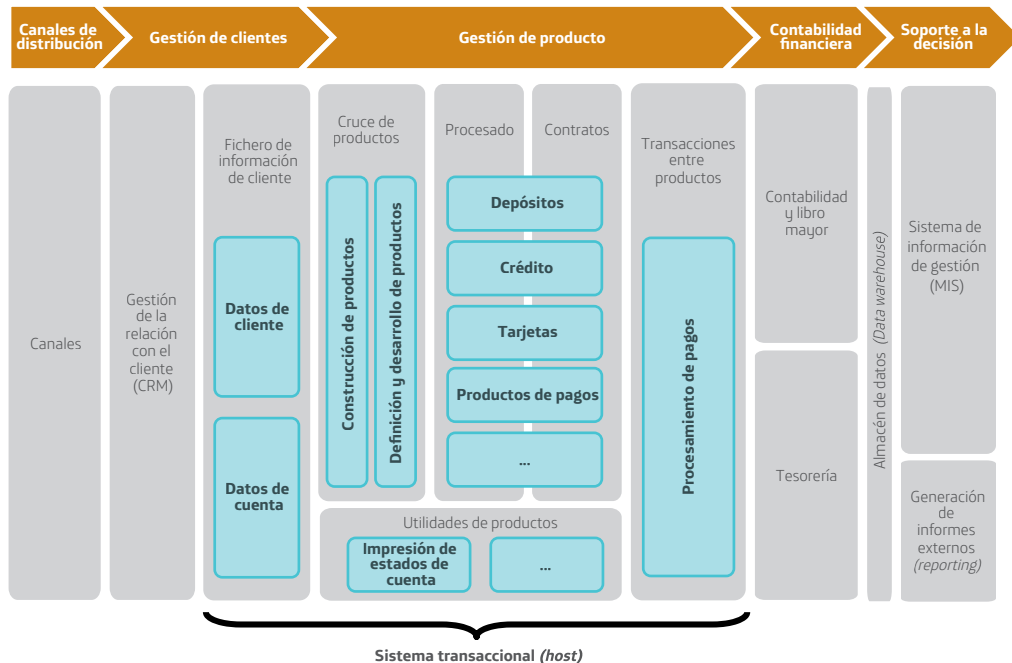 Canales de
distribución
Gestión de clientes
Gestión de producto
Contabilidad
financiera
Soporte a la
decisión
Canales
Gestión
de la
relación
con el
cliente
(CRM)
Fichero de
información
de cliente
Datos de
cliente
Datos de
cuenta
Cruce de
productos
Construcción de productos
Definición y desarrollo de productos
Procesado
Contratos
Depósitos
Crédito
Tarjetas
Productos de pagos
...
Utilidades de productos
Impresión de
estados de
cuenta
...
Transacciones
entre
productos
Procesamiento de pagos
Contabilidad
y libro
mayor
Tesorería
Almacén de datos (Data warehouse)
Sistema de
información
de gestión
(MIS)
Generación
de
informes
externos
(reporting)
Sistema transaccional (host)